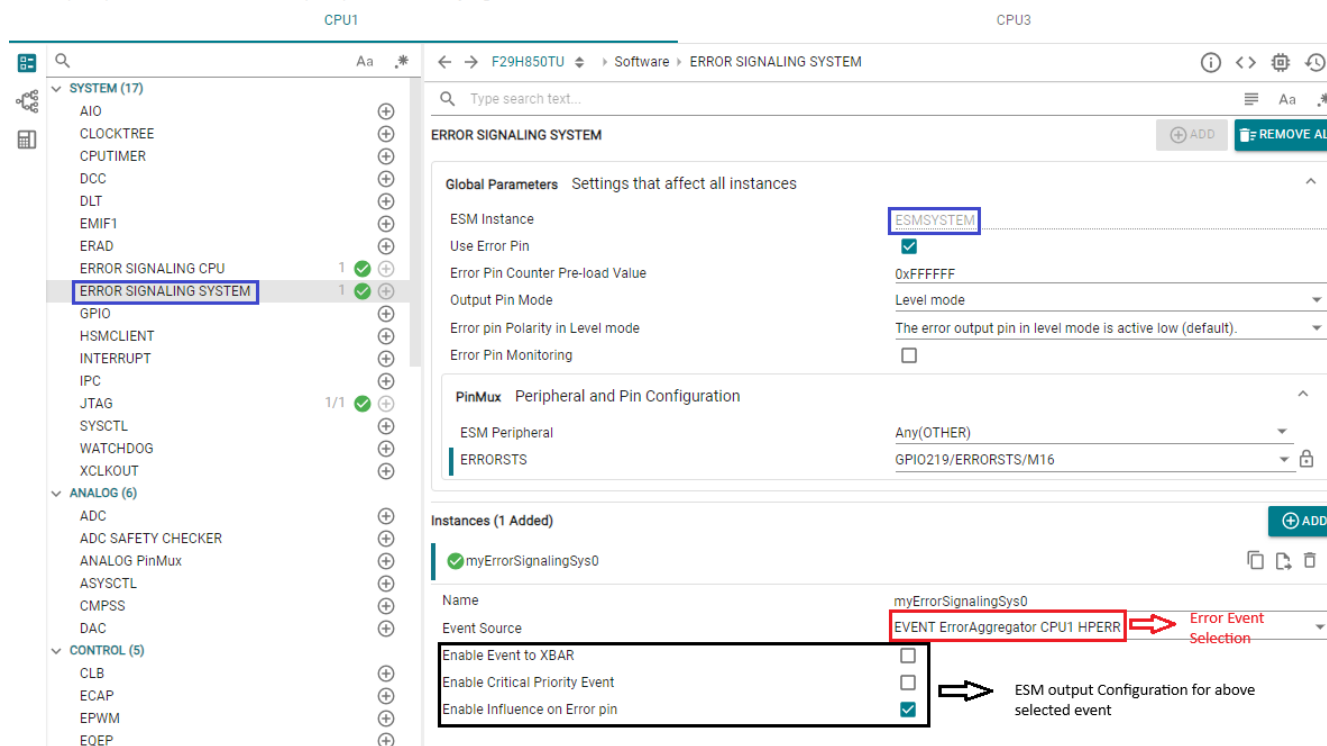 CPU1
CPU3
Aa .*
SYSTEM (17)
AIO
CLOCKTREE
CPUTIMER
DCC
DLT
EMIF1
ERAD
ERROR SIGNALING CPU 1
ERROR SIGNALING SYSTEM 1
GPIO
HSMCLIENT
INTERRUPT
IPC
JTAG 1/1
SYSCTL
WATCHDOG
XCLKOUT
ANALOG (6)
ADC
ADC SAFETY CHECKER
ANALOG PinMux
ASYSCTL
CMPSS
DAC
CONTROL (5)
CLB
ECAP
EPWM
EQEP
F29H850TU Software ERROR SIGNALING SYSTEM
Type search text... Aa .*
ERROR SIGNALING SYSTEM ADD REMOVE AL
Global Parameters Settings that affect all instances
ESM Instance ESMSYSTEM
Use Error Pin
Error Pin Counter Pre-load Value 0xFFFFFF
Output Pin Mode Level mode
Error pin Polarity in Level mode The error output pin in level mode is active low (default).
Error Pin Monitoring
PinMux Peripheral and Pin Configuration
ESM Peripheral Any(OTHER)
ERRORSTS GPIO219/ERRORSTS/M16
Instances (1 Added) ADD
myErrorSignalingSys0
Name myErrorSignalingSys0
Event Source EVENT ErrorAggregator CPU1 HPERR
Error Event
Selection
Enable Event to XBAR
Enable Critical Priority Event
Enable Influence on Error pin
ESM output Configuration for above
selected event